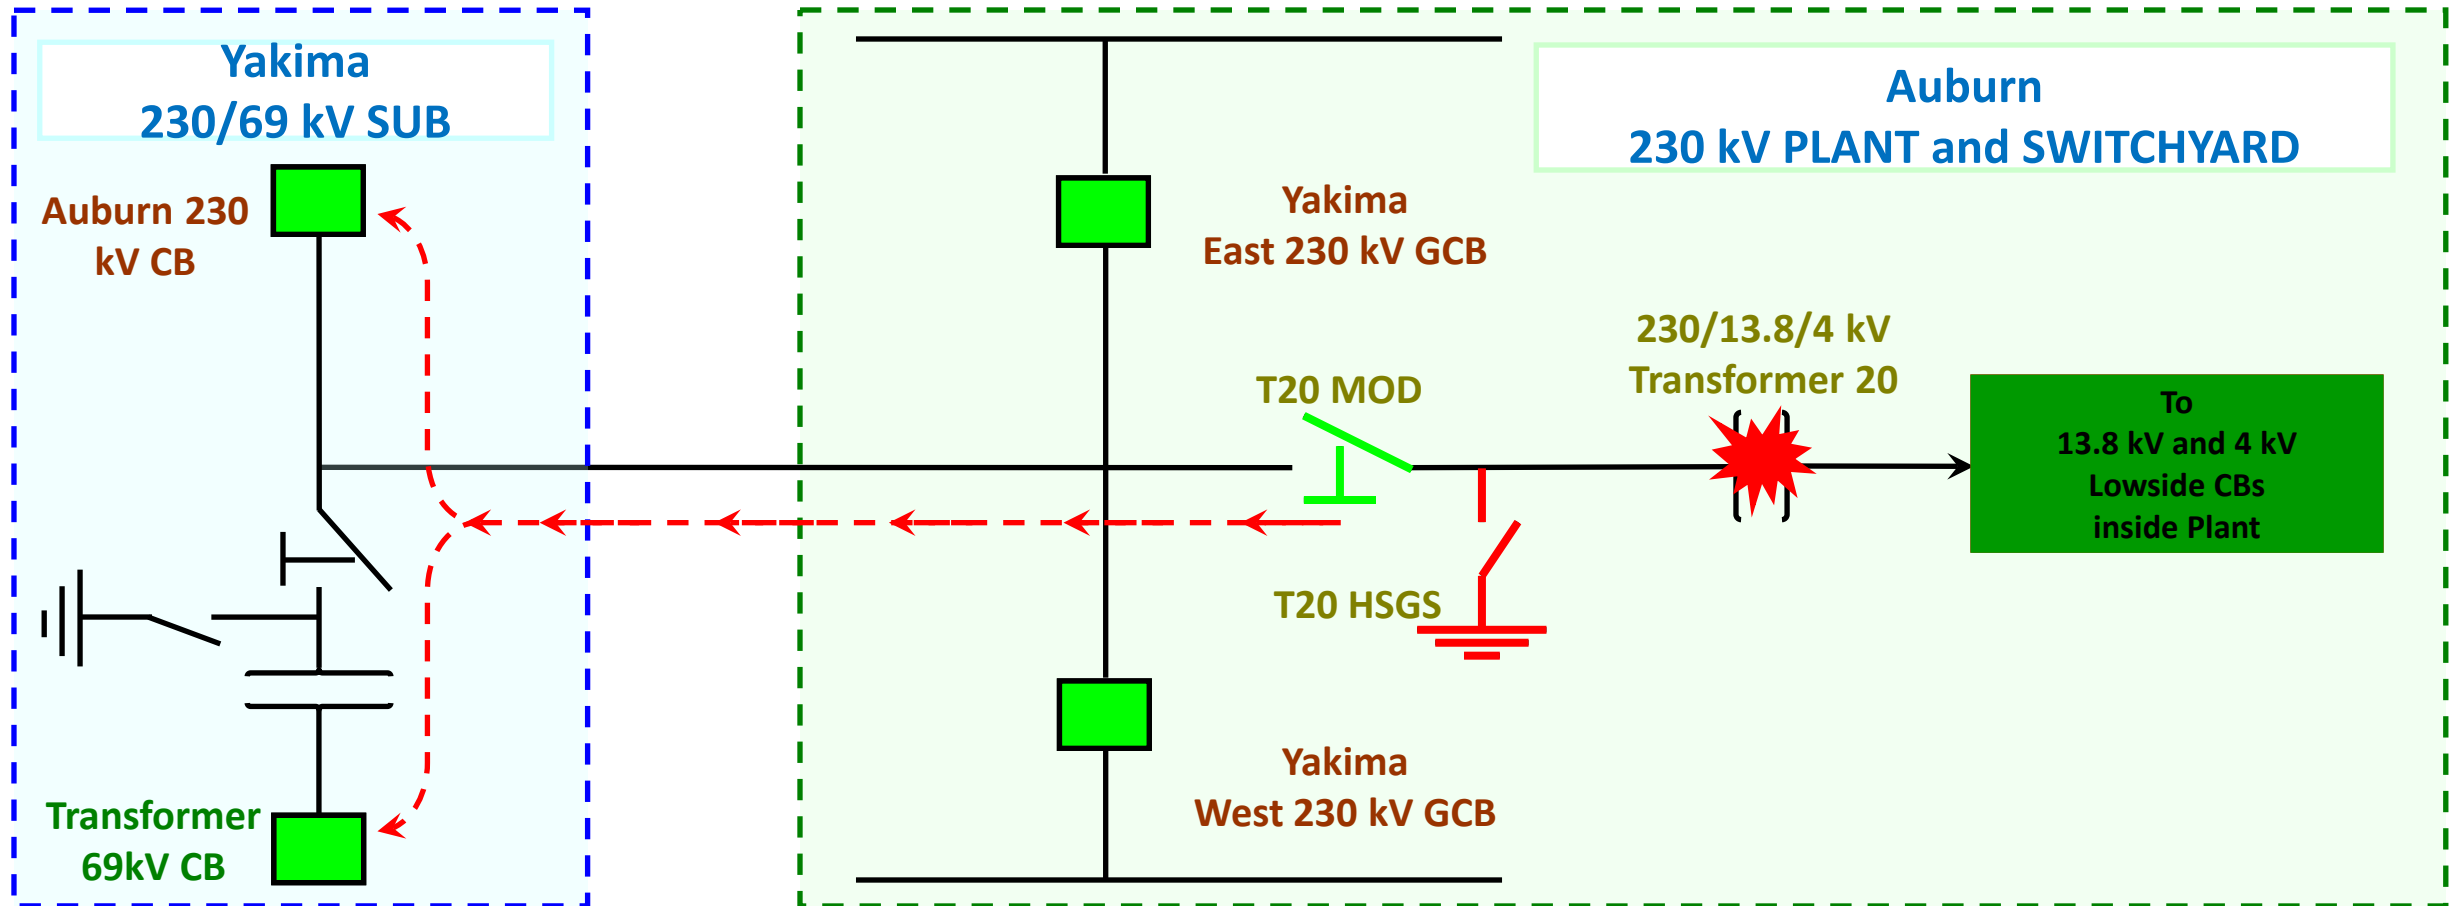 Yakima
230/69 kV SUB
Auburn 230
kV CB
Transformer
69kV CB
Auburn
230 kV PLANT and SWITCHYARD
Yakima
East 230 kV GCB
T20 MOD
230/13.8/4 kV
Transformer 20
To
13.8 kV and 4 kV
Lowside CBs
inside Plant
T20 HSGS
Yakima
West 230 kV GCB